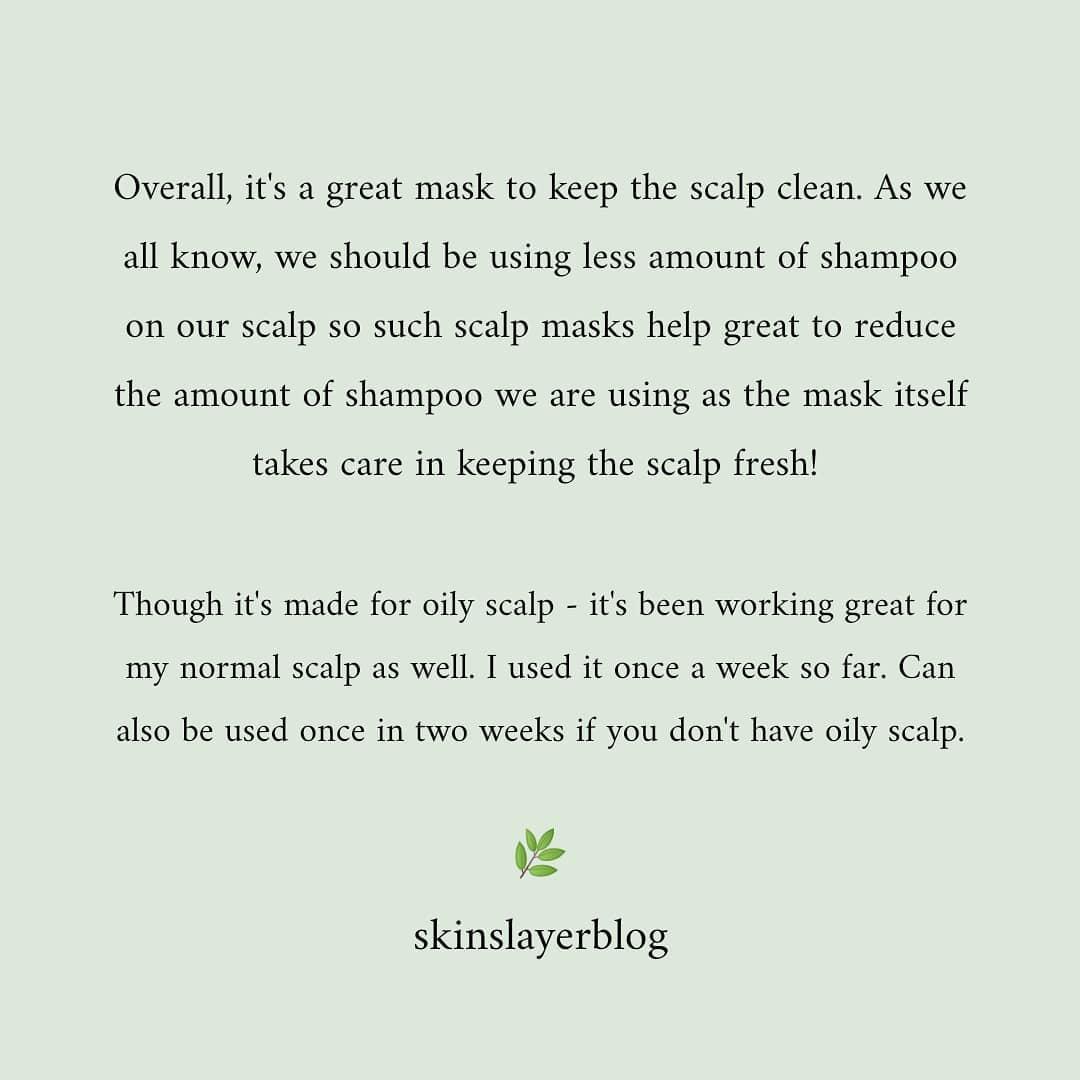 Overall, it's a great mask to keep the scalp clean. As we
all know, we should be using less amount of shampoo
on our scalp so such scalp masks help great to reduce
the amount of shampoo we are using as the mask itself
takes care in keeping the scalp fresh!
Though it's made for oily scalp - it's been working great for
my normal scalp as well. I used it once a week so far. Can
also be used once in two weeks if you don't have oily scalp.
skinslayerblog